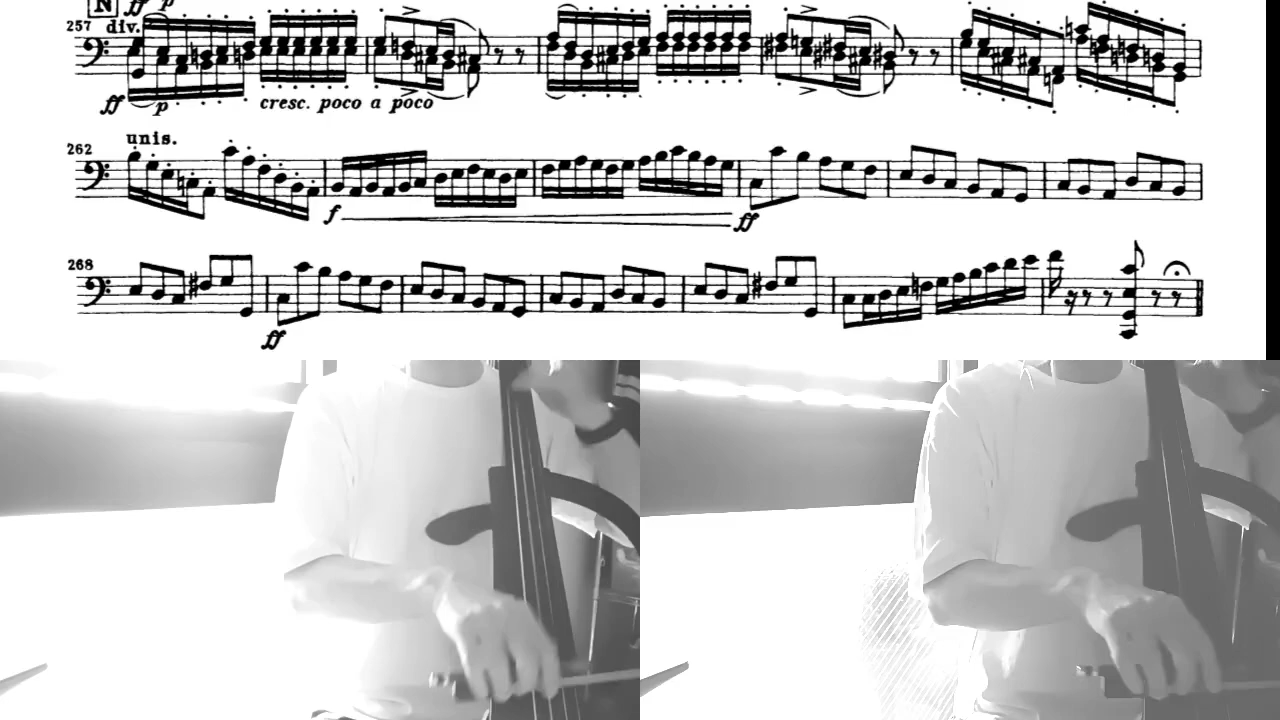 N ff p
257 div.
ff p cresc. poco a poco
unis.
262
f ff
268
ff